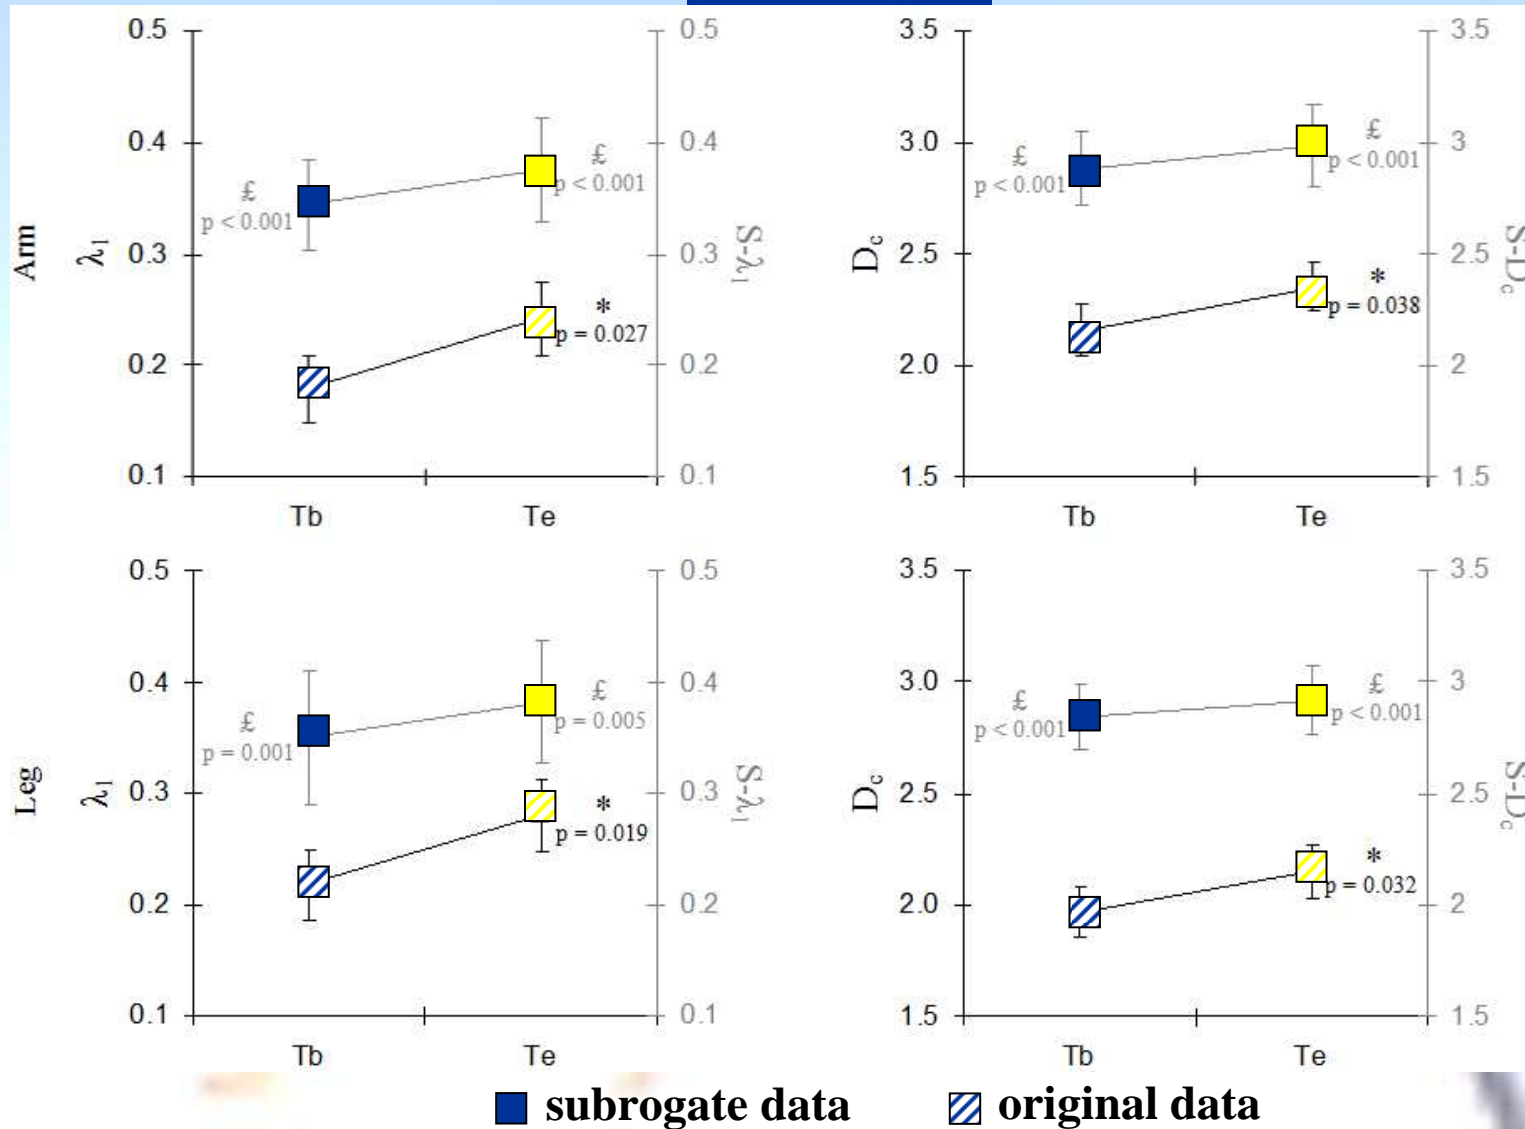 0.5
0.4
0.3
0.2
0.1
Arm
λ1
£
p < 0.001
£
p < 0.001
*
p = 0.027
Tb
Te
0.5
0.4
0.3
0.2
0.1
S-λ1
3.5
3.0
2.5
2.0
1.5
Dc
£
p < 0.001
£
p < 0.001
*
p = 0.038
Tb
Te
3.5
3
2.5
2
1.5
S-Dc
0.5
0.4
0.3
0.2
0.1
Leg
λ1
£
p = 0.001
£
p = 0.005
*
p = 0.019
Tb
Te
0.5
0.4
0.3
0.2
0.1
S-λ1
3.5
3.0
2.5
2.0
1.5
Dc
£
p < 0.001
£
p < 0.001
*
p = 0.032
Tb
Te
3.5
3
2.5
2
1.5
S-Dc
subrogate data
original data